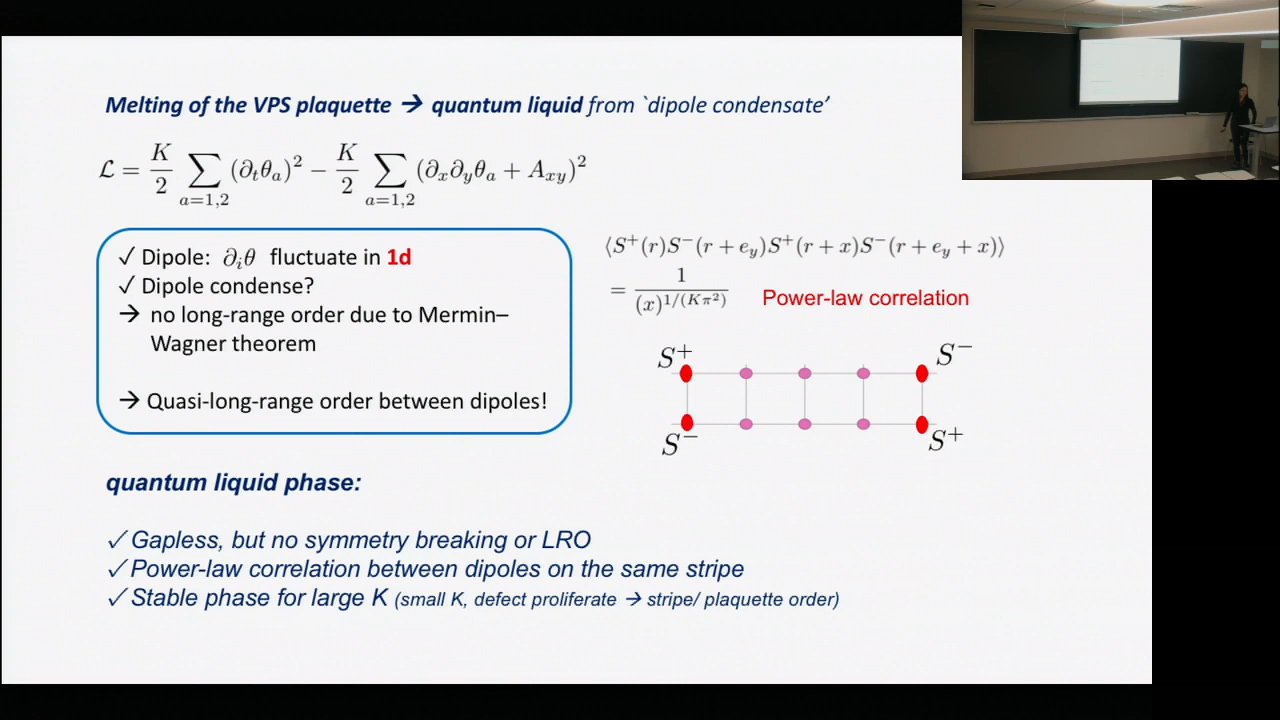 Melting of the VPS plaquette → quantum liquid from `dipole condensate'
ℒ = K/2 ∑_{a=1,2} (∂_t θ_a)² − K/2 ∑_{a=1,2} (∂_x ∂_y θ_a + A_{xy})²
✓ Dipole: ∂_i θ fluctuate in 1d
✓ Dipole condense?
→ no long-range order due to Mermin–
Wagner theorem
→ Quasi-long-range order between dipoles!
⟨S⁺(r)S⁻(r + e_y)S⁺(r + x)S⁻(r + e_y + x)⟩
= 1/(x)^{1/(Kπ²)} Power-law correlation
S⁺ S⁻
S⁻ S⁺
quantum liquid phase:
✓ Gapless, but no symmetry breaking or LRO
✓ Power-law correlation between dipoles on the same stripe
✓ Stable phase for large K (small K, defect proliferate → stripe/ plaquette order)